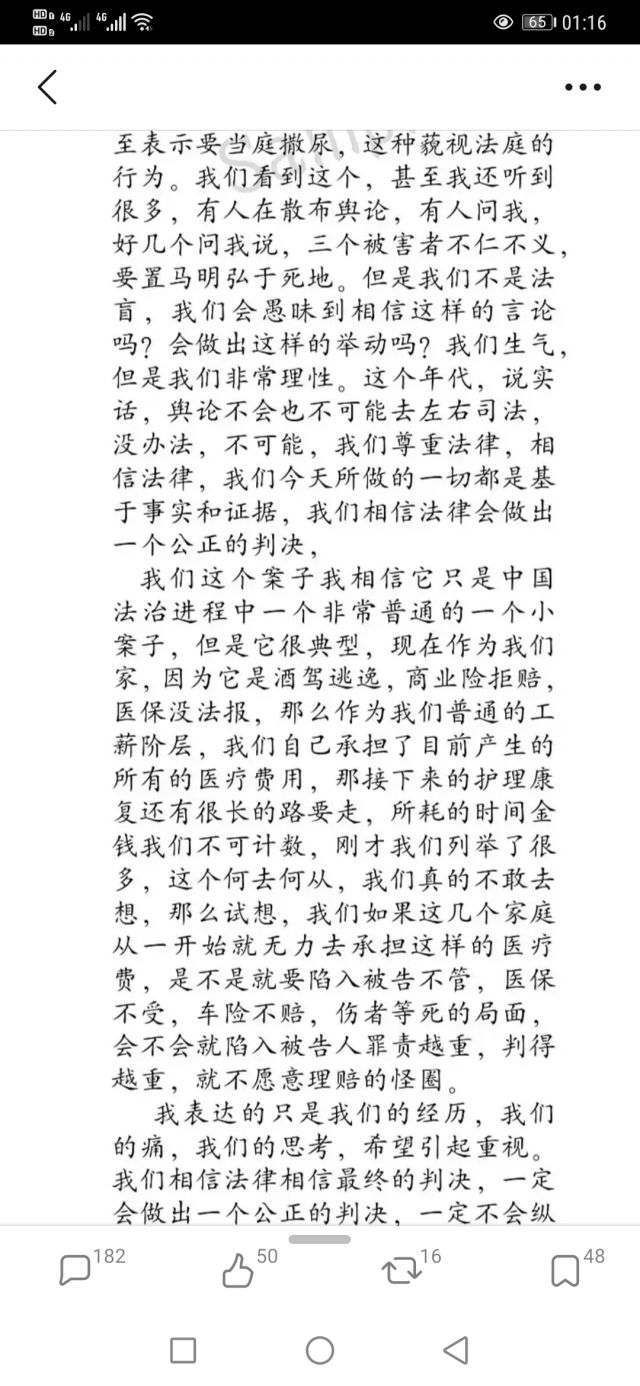 HD 1 4G 4G 65 01:16
HD 2
至表示要当庭撒尿，这种藐视法庭的
行为。我们看到这个，甚至我还听到
很多，有人在散布舆论，有人问我，
好几个问我说，三个被害者不仁不义，
要置马明弘于死地。但是我们不是法
盲，我们会愚昧到相信这样的言论
吗？会做出这样的举动吗？我们生气，
但是我们非常理性。这个年代，说实
话，舆论不会也不可能去左右司法，
没办法，不可能，我们尊重法律，相
信法律，我们今天所做的一切都是基
于事实和证据，我们相信法律会做出
一个公正的判决，
我们这个案子我相信它只是中国
法治进程中一个非常普通的一个小
案子，但是它很典型，现在作为我们
家，因为它是酒驾逃逸，商业险拒赔，
医保没法报，那么作为我们普通的工
薪阶层，我们自己承担了目前产生的
所有的医疗费用，那接下来的护理康
复还有很长的路要走，所耗的时间金
钱我们不可计数，刚才我们列举了很
多，这个何去何从，我们真的不敢去
想，那么试想，我们如果这几个家庭
从一开始就无力去承担这样的医疗
费，是不是就要陷入被告不管，医保
不受，车险不赔，伤者等死的局面，
会不会就陷入被告人罪责越重，判得
越重，就不愿意理赔的怪圈。
我表达的只是我们的经历，我们
的痛，我们的思考，希望引起重视。
我们相信法律相信最终的判决，一定
会做出一个公正的判决，一定不会纵
182 50 16 48